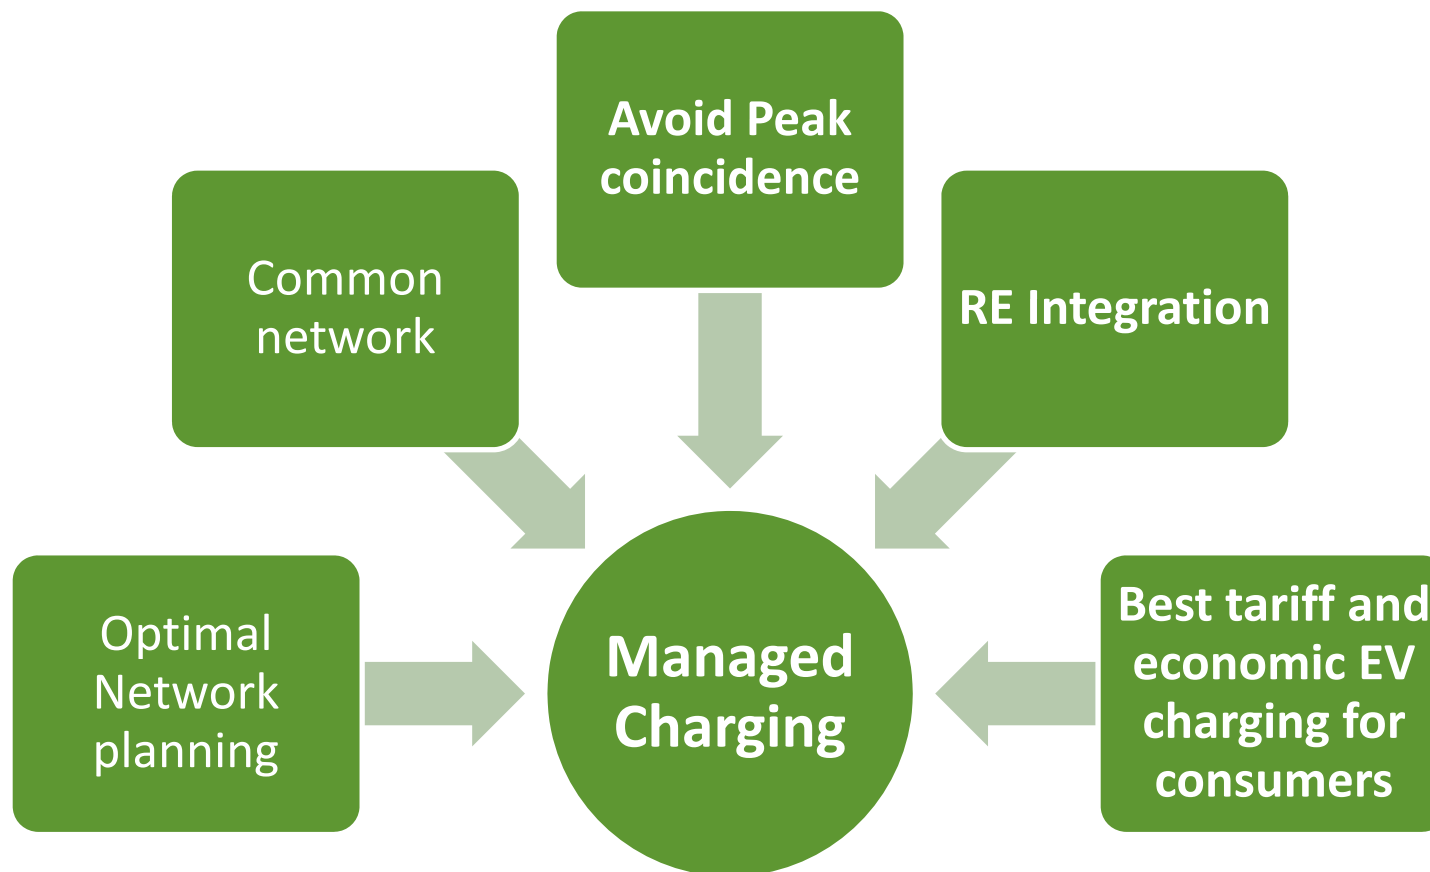 Avoid Peak
coincidence
Common
network
RE Integration
Optimal
Network
planning
Managed
Charging
Best tariff and
economic EV
charging for
consumers